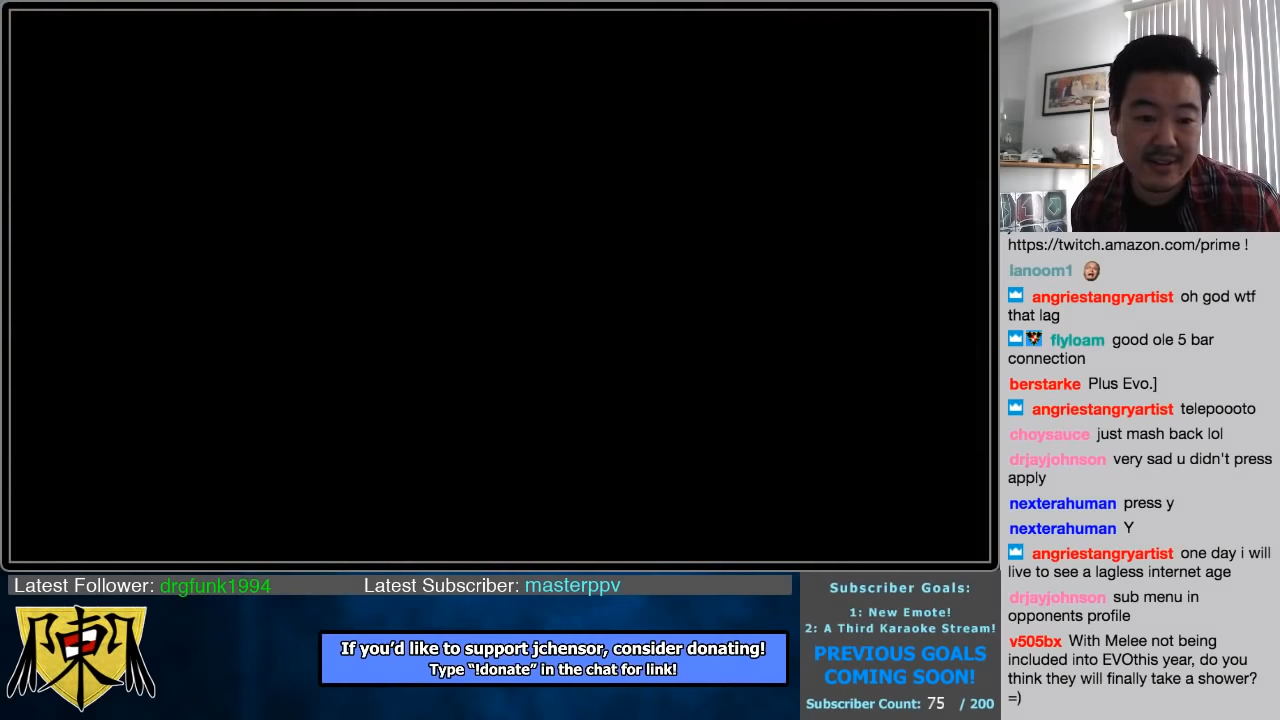 https://twitch.amazon.com/prime !
lanoom1
angriestangryartist oh god wtf
that lag
flyloam good ole 5 bar
connection
berstarke Plus Evo.]
angriestangryartist telepoooto
choysauce just mash back lol
drjayjohnson very sad u didn't press
apply
nexterahuman press y
nexterahuman Y
angriestangryartist one day i will
live to see a lagless internet age
drjayjohnson sub menu in
opponents profile
v505bx With Melee not being
included into EVOthis year, do you
think they will finally take a shower?
=)
Latest Follower: drgfunk1994
Latest Subscriber: masterppv
If you'd like to support jchensor, consider donating!
Type "!donate" in the chat for link!
Subscriber Goals:
1: New Emote!
2: A Third Karaoke Stream!
PREVIOUS GOALS
COMING SOON!
Subscriber Count: 75 / 200